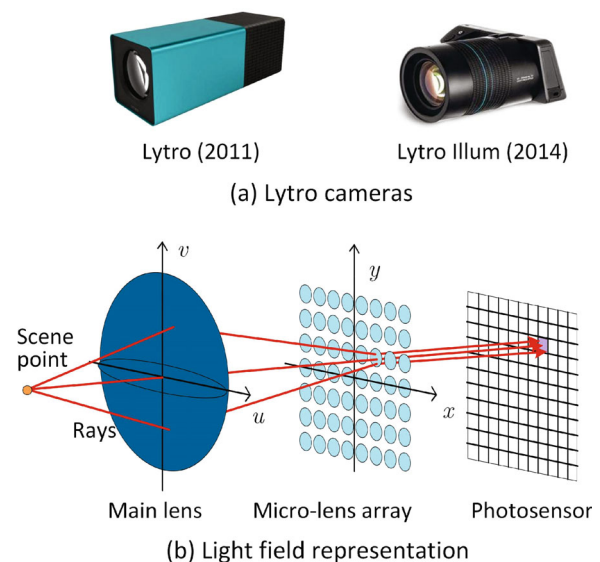 Lytro (2011)
Lytro Illum (2014)
(a) Lytro cameras
v
y
Scene
point
u
x
Rays
Main lens
Micro-lens array
Photosensor
(b) Light field representation